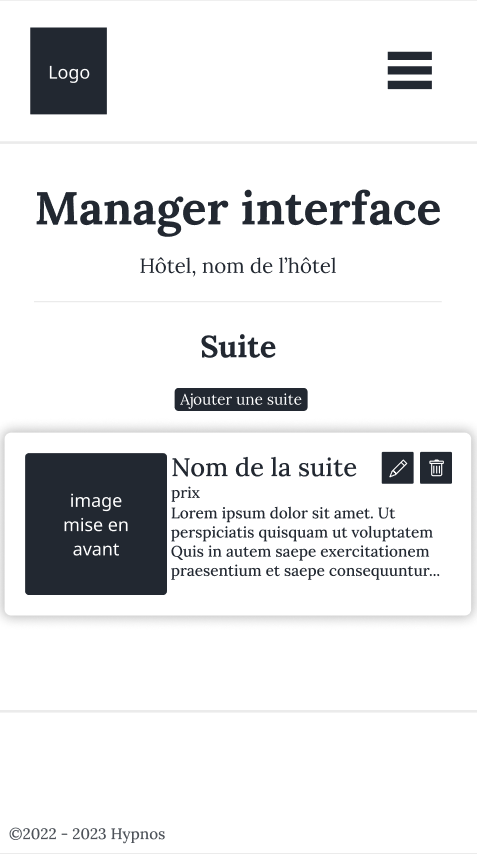 Logo
Manager interface
Hôtel, nom de l’hôtel
Suite
Ajouter une suite
image
mise en
avant
Nom de la suite
prix
Lorem ipsum dolor sit amet. Ut
perspiciatis quisquam ut voluptatem
Quis in autem saepe exercitationem
praesentium et saepe consequuntur...
©2022 - 2023 Hypnos